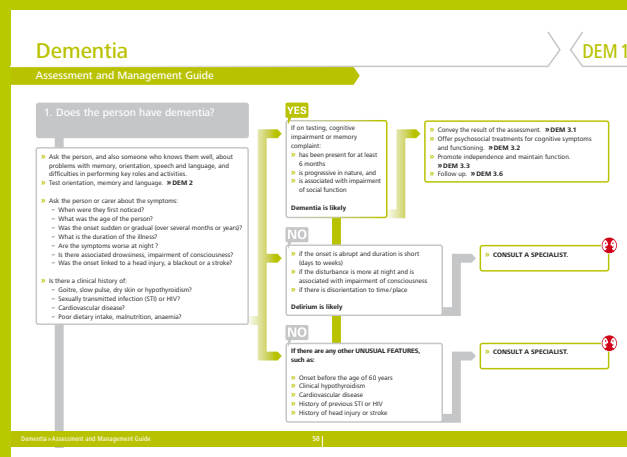 Dementia
DEM 1
Assessment and Management Guide
1. Does the person have dementia?
» Ask the person, and also someone who knows them well, about
problems with memory, orientation, speech and language, and
difficulties in performing key roles and activities.
» Test orientation, memory and language. » DEM 2
» Ask the person or carer about the symptoms:
– When were they first noticed?
– What was the age of the person?
– Was the onset sudden or gradual (over several months or years)?
– What is the duration of the illness?
– Are the symptoms worse at night ?
– Is there associated drowsiness, impairment of consciousness?
– Was the onset linked to a head injury, a blackout or a stroke?
» Is there a clinical history of:
– Goitre, slow pulse, dry skin or hypothyroidism?
– Sexually transmitted infection (STI) or HIV?
– Cardiovascular disease?
– Poor dietary intake, malnutrition, anaemia?
YES
If on testing, cognitive
impairment or memory
complaint:
» has been present for at least
6 months
» is progressive in nature, and
» is associated with impairment
of social function
Dementia is likely
» Convey the result of the assessment. » DEM 3.1
» Offer psychosocial treatments for cognitive symptoms
and functioning. » DEM 3.2
» Promote independence and maintain function.
» DEM 3.3
» Follow up. » DEM 3.6
NO
» if the onset is abrupt and duration is short
(days to weeks)
» if the disturbance is more at night and is
associated with impairment of consciousness
» if there is disorientation to time/place
Delirium is likely
» CONSULT A SPECIALIST.
NO
If there are any other UNUSUAL FEATURES,
such as:
» Onset before the age of 60 years
» Clinical hypothyroidism
» Cardiovascular disease
» History of previous STI or HIV
» History of head injury or stroke
» CONSULT A SPECIALIST.
Dementia » Assessment and Management Guide
50